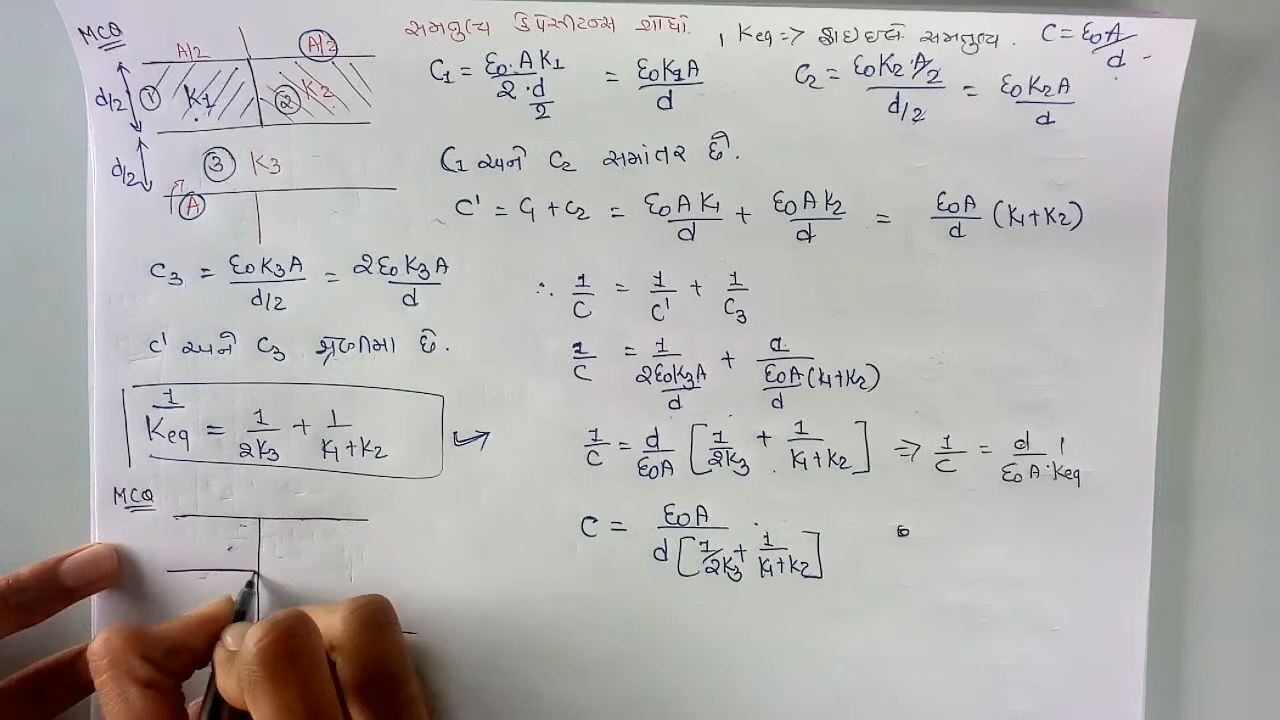 MCQ
સમતુલ્ય કેપેસીટન્સ શોધો. , Keq => ડાઇઇલે. સમતુલ્ય. C = ε0A/d
A/2 A/2
d/2 ① K1 ② K2
d/2 ③ K3
A
C1 = ε0·A K1 / 2·d/2 = ε0K1A/d
C2 = ε0K2·A/2 / d/2 = ε0K2A/d
C1 અને C2 સમાંતર છે.
C' = C1 + C2 = ε0AK1/d + ε0AK2/d = ε0A/d (K1+K2)
C3 = ε0K3A / d/2 = 2ε0K3A/d
C' અને C3 શ્રેણીમાં છે.
∴ 1/C = 1/C' + 1/C3
1/C = 1 / 2ε0K3A/d + 1 / ε0A/d (K1+K2)
1/C = d/ε0A [1/2K3 + 1/K1+K2] ⇒ 1/C = d 1/ε0A·Keq
1/Keq = 1/2K3 + 1/K1+K2
C = ε0A / d[1/2K3 + 1/K1+K2]
MCQ